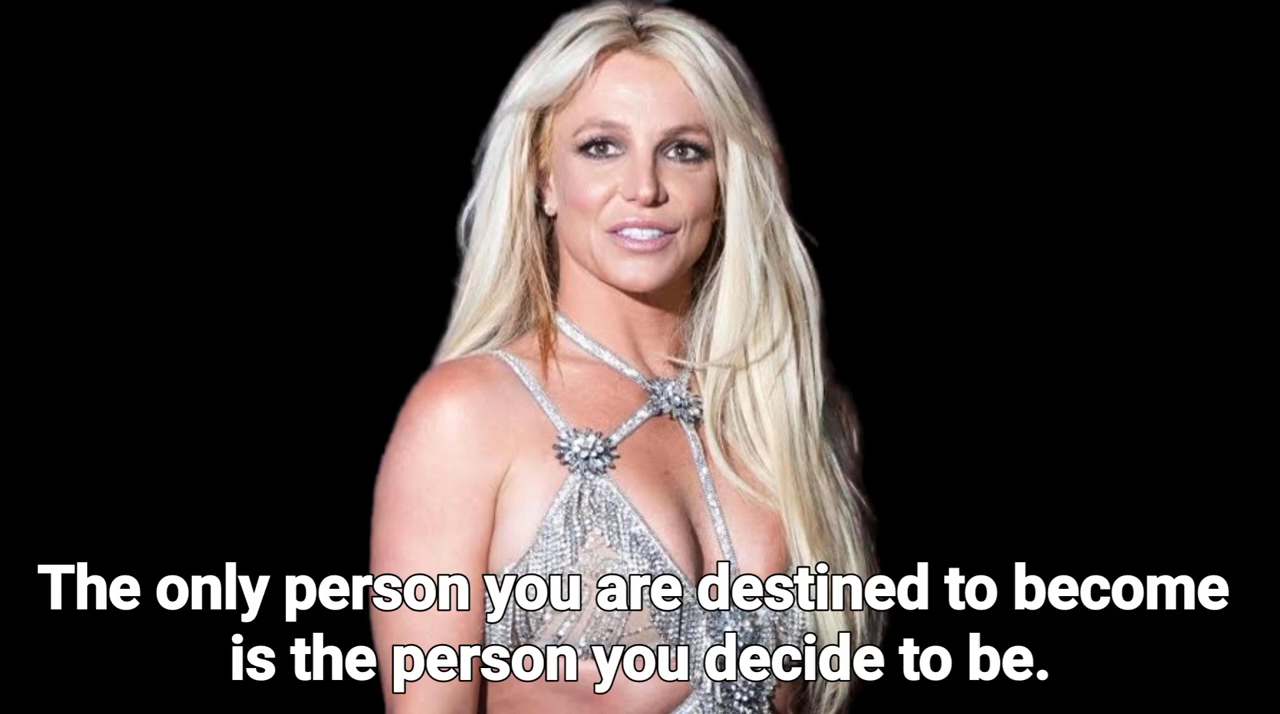 The only person you are destined to become
is the person you decide to be.